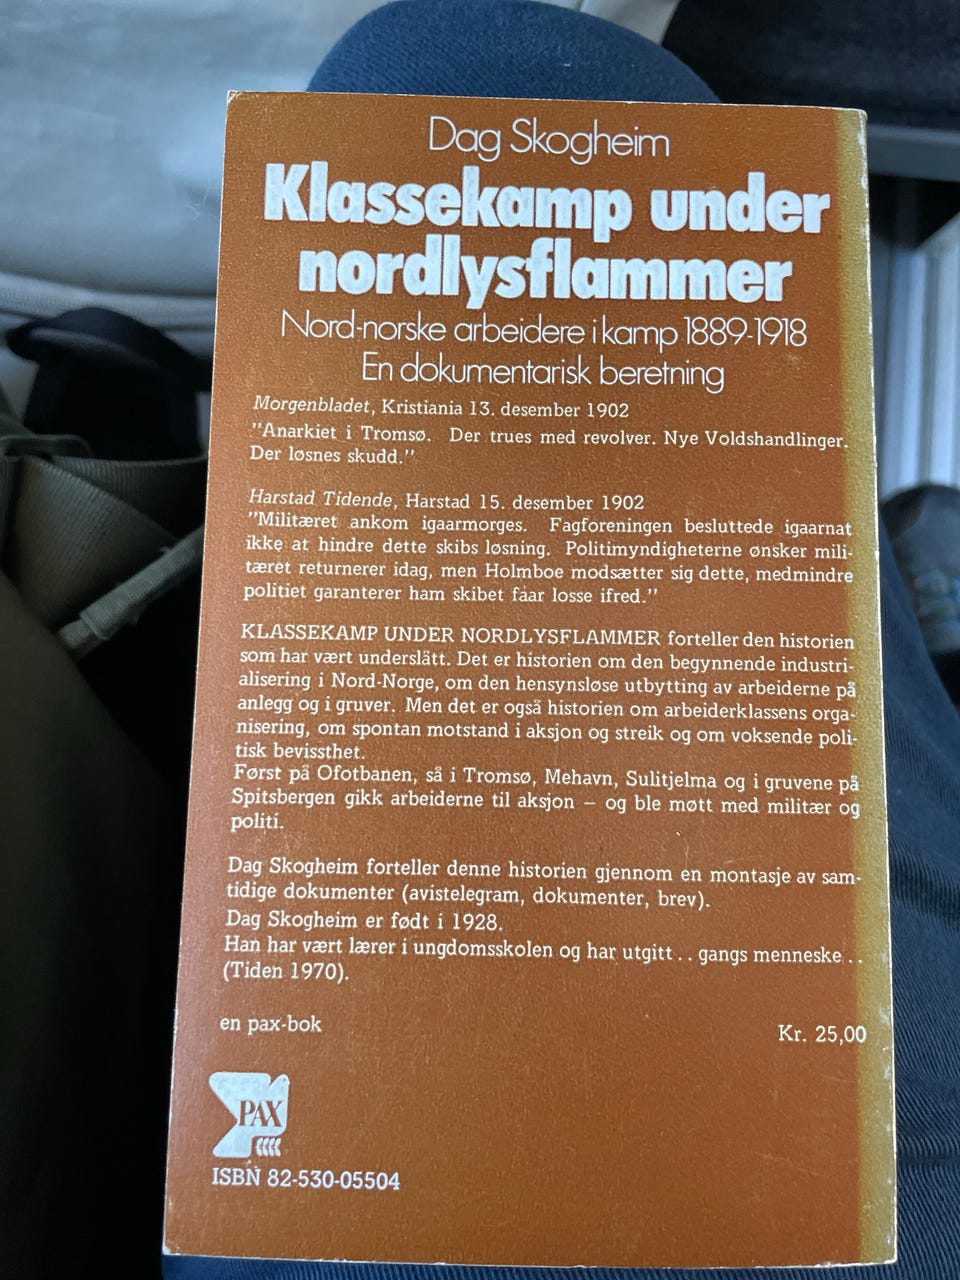 Dag Skogheim
Klassekamp under
nordlysflammer
Nord-norske arbeidere i kamp 1889-1918
En dokumentarisk beretning
Morgenbladet, Kristiania 13. desember 1902
"Anarkiet i Tromsø. Der trues med revolver. Nye Voldshandlinger.
Der løsnes skudd."
Harstad Tidende, Harstad 15. desember 1902
"Militæret ankom igaarmorges. Fagforeningen besluttede igaarnat
ikke at hindre dette skibs løsning. Politimyndigheterne ønsker mili-
tæret returnerer idag, men Holmboe modsætter sig dette, medmindre
politiet garanterer ham skibet faar losse ifred."
KLASSEKAMP UNDER NORDLYSFLAMMER forteller den historien
som har vært underslått. Det er historien om den begynnende industri-
alisering i Nord-Norge, om den hensynsløse utbytting av arbeiderne på
anlegg og i gruver. Men det er også historien om arbeiderklassens orga-
nisering, om spontan motstand i aksjon og streik og om voksende poli-
tisk bevissthet.
Først på Ofotbanen, så i Tromsø, Mehavn, Sulitjelma og i gruvene på
Spitsbergen gikk arbeiderne til aksjon – og ble møtt med militær og
politi.
Dag Skogheim forteller denne historien gjennom en montasje av sam-
tidige dokumenter (avistelegram, dokumenter, brev).
Dag Skogheim er født i 1928.
Han har vært lærer i ungdomsskolen og har utgitt . . gangs menneske . .
(Tiden 1970).
en pax-bok
Kr. 25,00
PAX
ISBN 82-530-05504